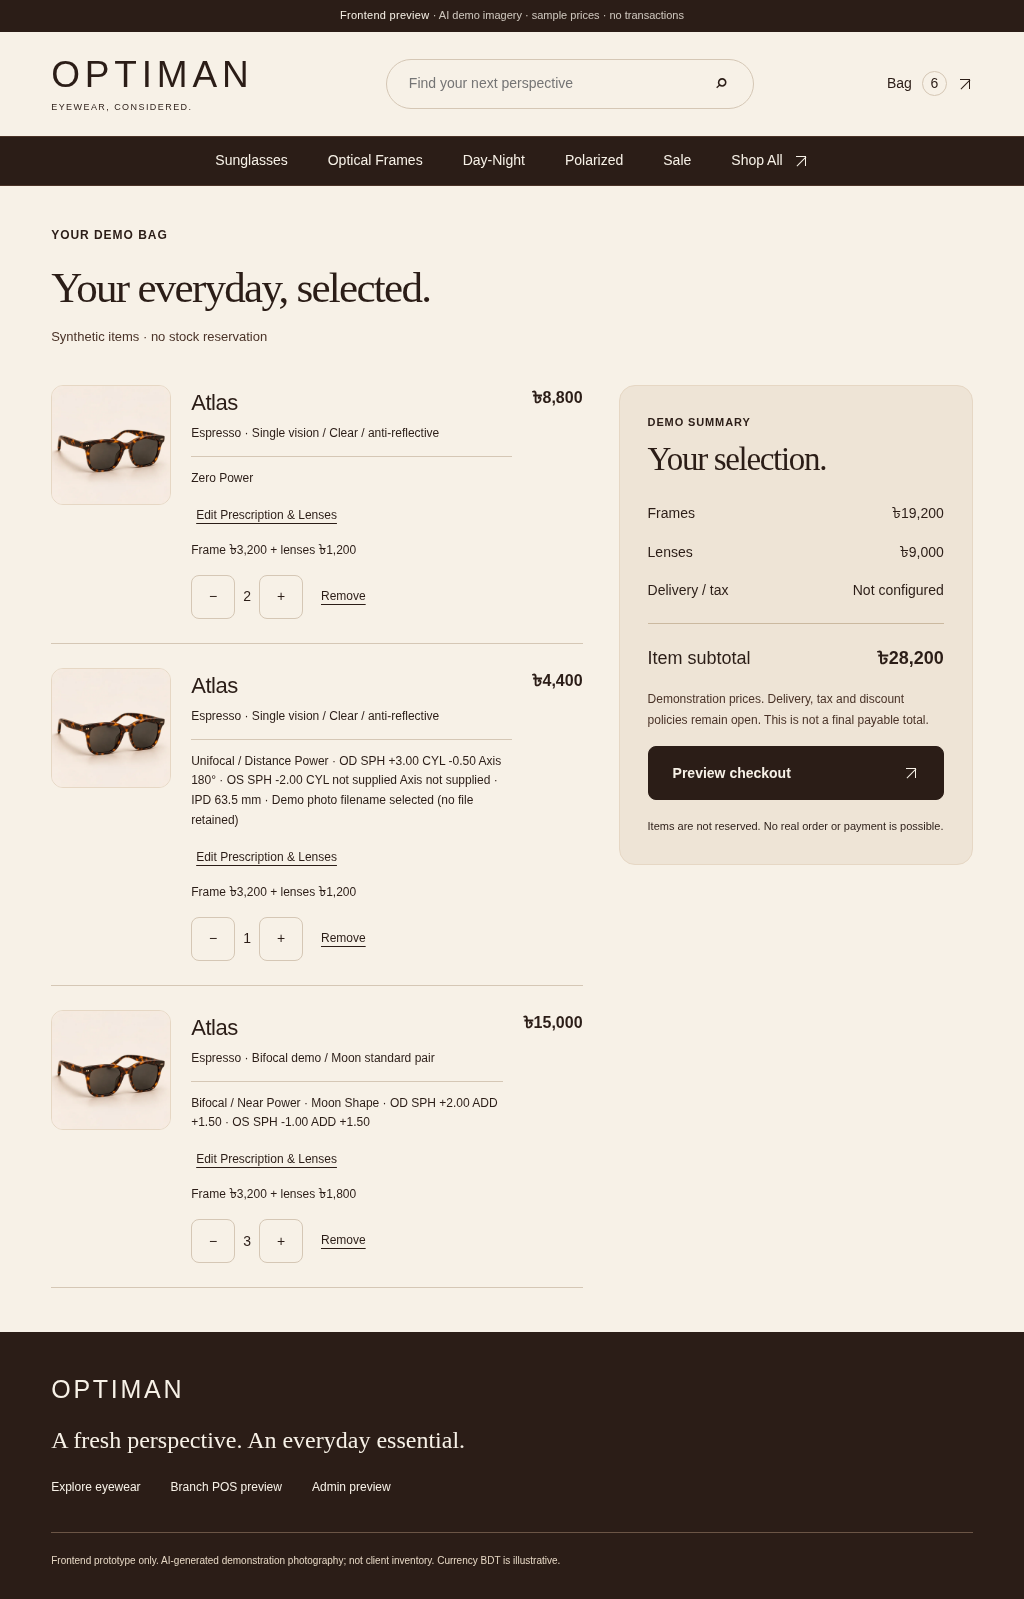 Frontend preview · AI demo imagery · sample prices · no transactions
OPTIMAN
EYEWEAR, CONSIDERED.
Find your next perspective
Bag 6
Sunglasses Optical Frames Day-Night Polarized Sale Shop All
YOUR DEMO BAG
Your everyday, selected.
Synthetic items · no stock reservation
Atlas
৳8,800
Espresso · Single vision / Clear / anti-reflective
Zero Power
Edit Prescription & Lenses
Frame ৳3,200 + lenses ৳1,200
− 2 + Remove
Atlas
৳4,400
Espresso · Single vision / Clear / anti-reflective
Unifocal / Distance Power · OD SPH +3.00 CYL -0.50 Axis
180° · OS SPH -2.00 CYL not supplied Axis not supplied ·
IPD 63.5 mm · Demo photo filename selected (no file
retained)
Edit Prescription & Lenses
Frame ৳3,200 + lenses ৳1,200
− 1 + Remove
Atlas
৳15,000
Espresso · Bifocal demo / Moon standard pair
Bifocal / Near Power · Moon Shape · OD SPH +2.00 ADD
+1.50 · OS SPH -1.00 ADD +1.50
Edit Prescription & Lenses
Frame ৳3,200 + lenses ৳1,800
− 3 + Remove
DEMO SUMMARY
Your selection.
Frames ৳19,200
Lenses ৳9,000
Delivery / tax Not configured
Item subtotal ৳28,200
Demonstration prices. Delivery, tax and discount
policies remain open. This is not a final payable total.
Preview checkout
Items are not reserved. No real order or payment is possible.
OPTIMAN
A fresh perspective. An everyday essential.
Explore eyewear Branch POS preview Admin preview
Frontend prototype only. AI-generated demonstration photography; not client inventory. Currency BDT is illustrative.